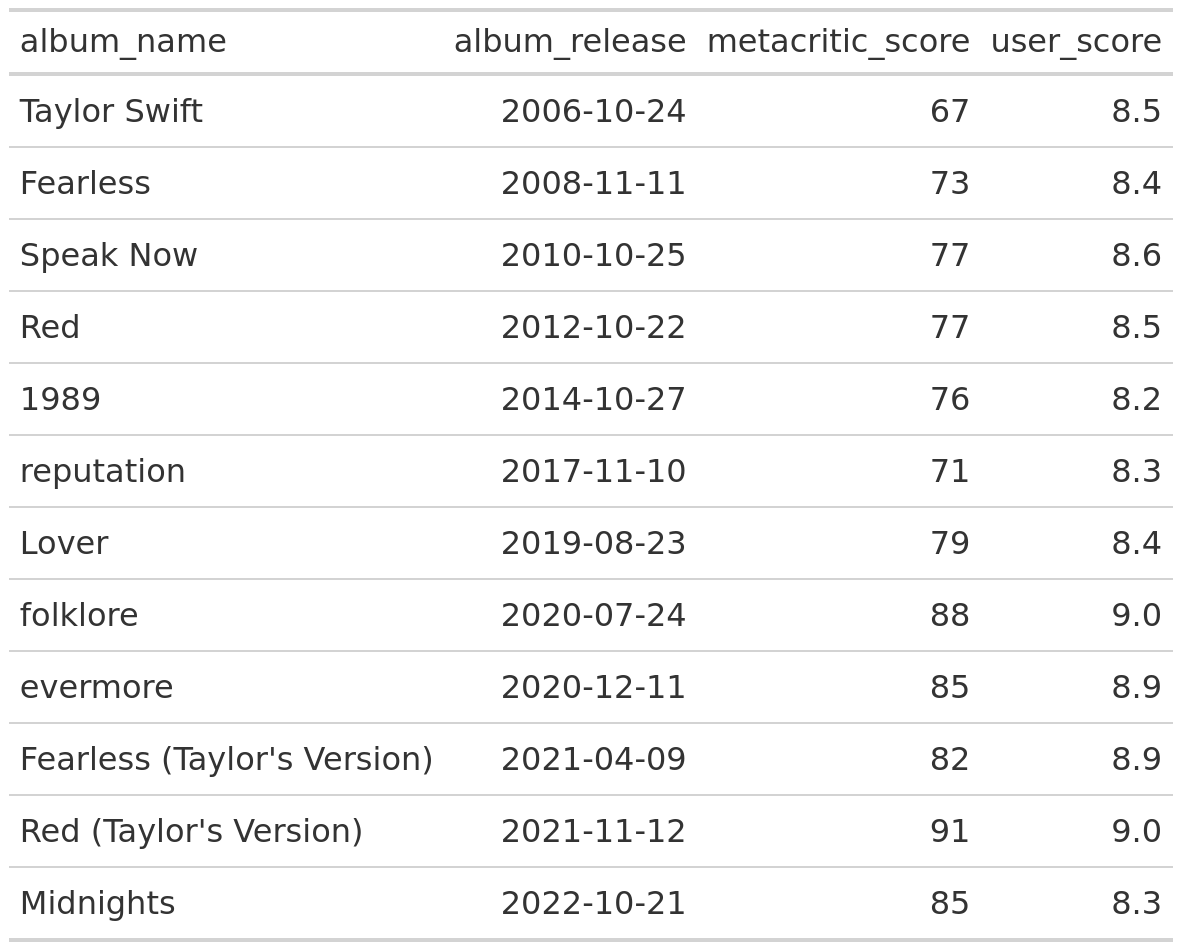 album_name album_release metacritic_score user_score
Taylor Swift 2006-10-24 67 8.5
Fearless 2008-11-11 73 8.4
Speak Now 2010-10-25 77 8.6
Red 2012-10-22 77 8.5
1989 2014-10-27 76 8.2
reputation 2017-11-10 71 8.3
Lover 2019-08-23 79 8.4
folklore 2020-07-24 88 9.0
evermore 2020-12-11 85 8.9
Fearless (Taylor's Version) 2021-04-09 82 8.9
Red (Taylor's Version) 2021-11-12 91 9.0
Midnights 2022-10-21 85 8.3